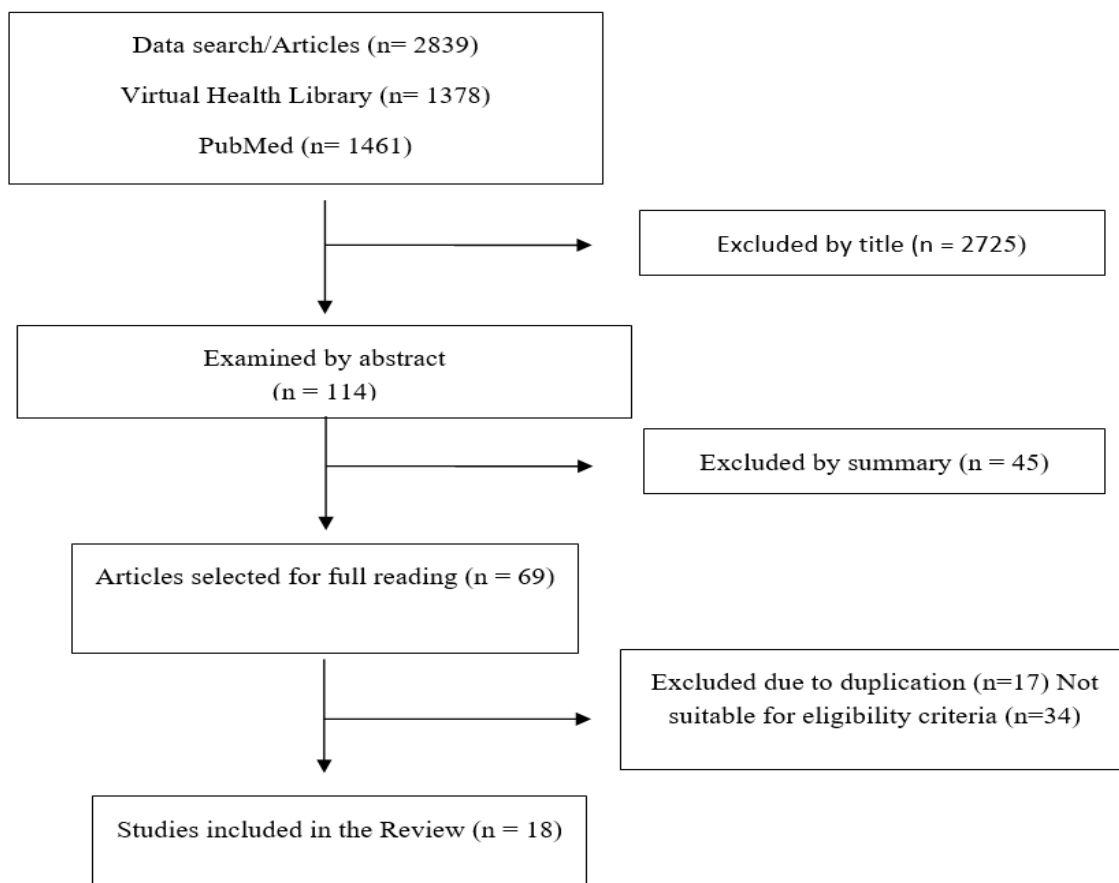 Data search/Articles (n= 2839)
Virtual Health Library (n= 1378)
PubMed (n= 1461)
Excluded by title (n = 2725)
Examined by abstract
(n = 114)
Excluded by summary (n = 45)
Articles selected for full reading (n = 69)
Excluded due to duplication (n=17) Not
suitable for eligibility criteria (n=34)
Studies included in the Review (n = 18)